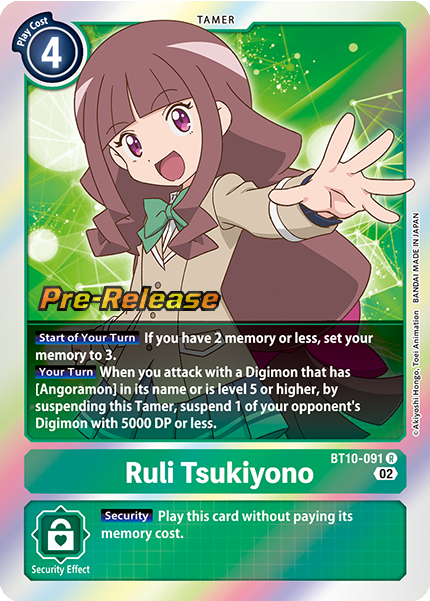 TAMER
Play Cost
4
Pre-Release
Start of Your Turn If you have 2 memory or less, set your
memory to 3.
Your Turn When you attack with a Digimon that has
[Angoramon] in its name or is level 5 or higher, by
suspending this Tamer, suspend 1 of your opponent's
Digimon with 5000 DP or less.
©Akiyoshi Hongo, Toei Animation BANDAI MADE IN JAPAN
BT10-091 R
Ruli Tsukiyono
02
Security Play this card without paying its
memory cost.
Security Effect